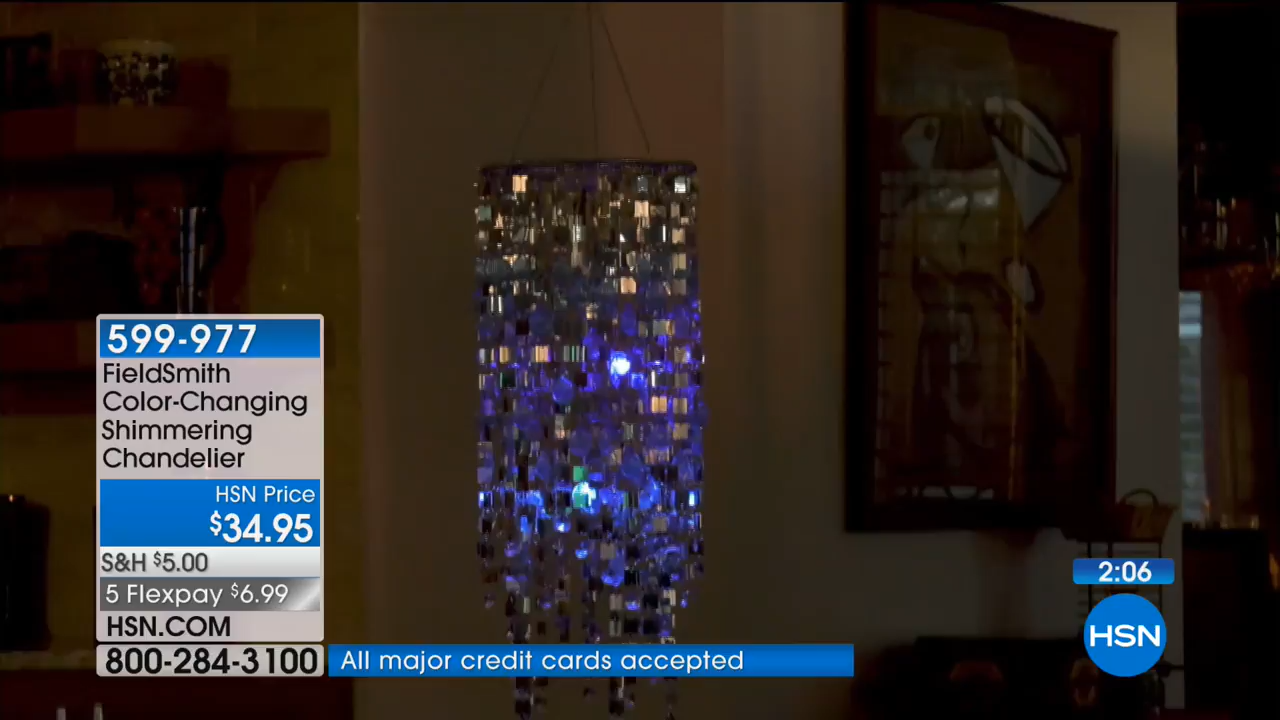 599-977
FieldSmith
Color-Changing
Shimmering
Chandelier
HSN Price
$34.95
S&H $5.00
5 Flexpay $6.99
HSN.COM
800-284-3100
All major credit cards accepted
2:06
HSN